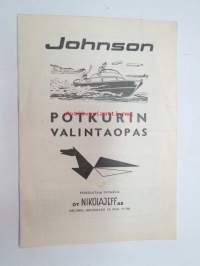 Johnson
POTKURIN
VALINTAOPAS
OY NIKOLAJEFF AB